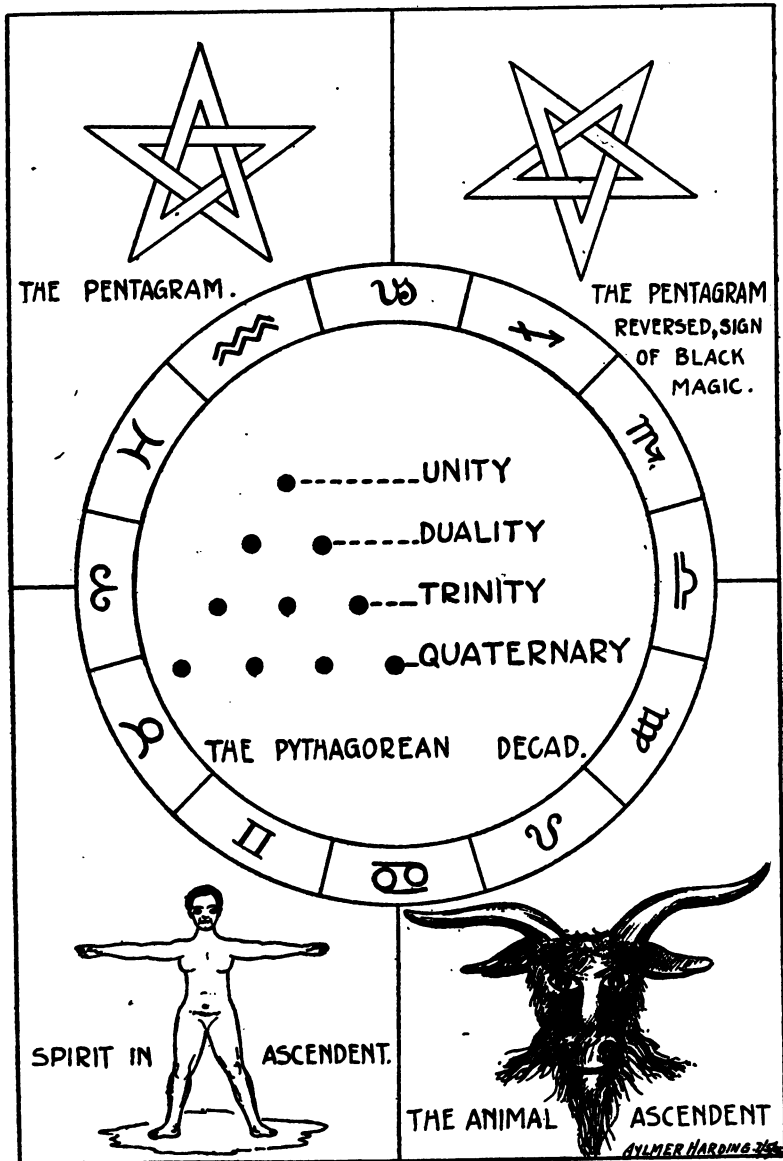 THE PENTAGRAM.
THE PENTAGRAM
REVERSED, SIGN
OF BLACK
MAGIC.
UNITY
DUALITY
TRINITY
QUATERNARY
THE PYTHAGOREAN DECAD.
SPIRIT IN ASCENDENT.
THE ANIMAL ASCENDENT
AYLMER HARDING